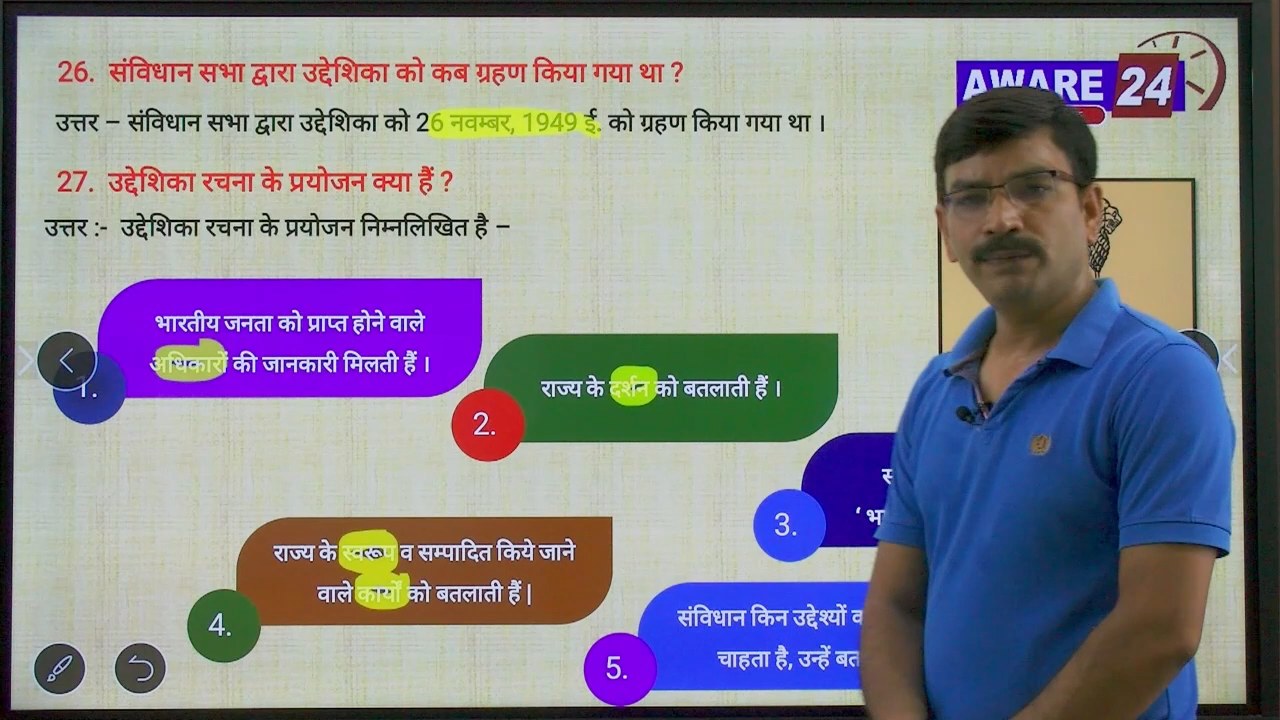 26. संविधान सभा द्वारा उद्देशिका को कब ग्रहण किया गया था ?
AWARE 24
उत्तर – संविधान सभा द्वारा उद्देशिका को 26 नवम्बर, 1949 ई. को ग्रहण किया गया था ।
27. उद्देशिका रचना के प्रयोजन क्या हैं ?
उत्तर :- उद्देशिका रचना के प्रयोजन निम्नलिखित है –
भारतीय जनता को प्राप्त होने वाले
अधिकारों की जानकारी मिलती हैं ।
1.
राज्य के दर्शन को बतलाती हैं ।
2.
3.
राज्य के स्वरूप व सम्पादित किये जाने
वाले कार्यों को बतलाती हैं |
4.
संविधान किन उद्देश्यों
चाहता है, उन्हें
5.